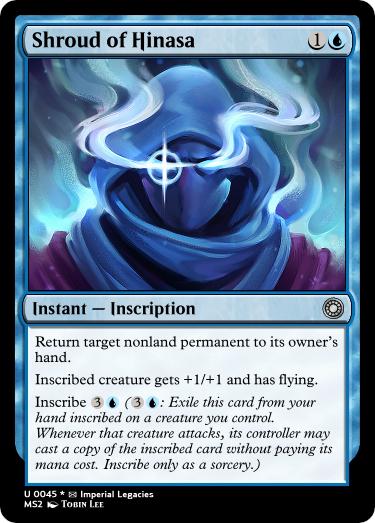 Shroud of Hinasa 1
Instant — Inscription
Return target nonland permanent to its owner's
hand.
Inscribed creature gets +1/+1 and has flying.
Inscribe 3 (3 : Exile this card from your
hand inscribed on a creature you control.
Whenever that creature attacks, its controller may
cast a copy of the inscribed card without paying its
mana cost. Inscribe only as a sorcery.)
U 0045 * Imperial Legacies
MS2 Tobin Lee